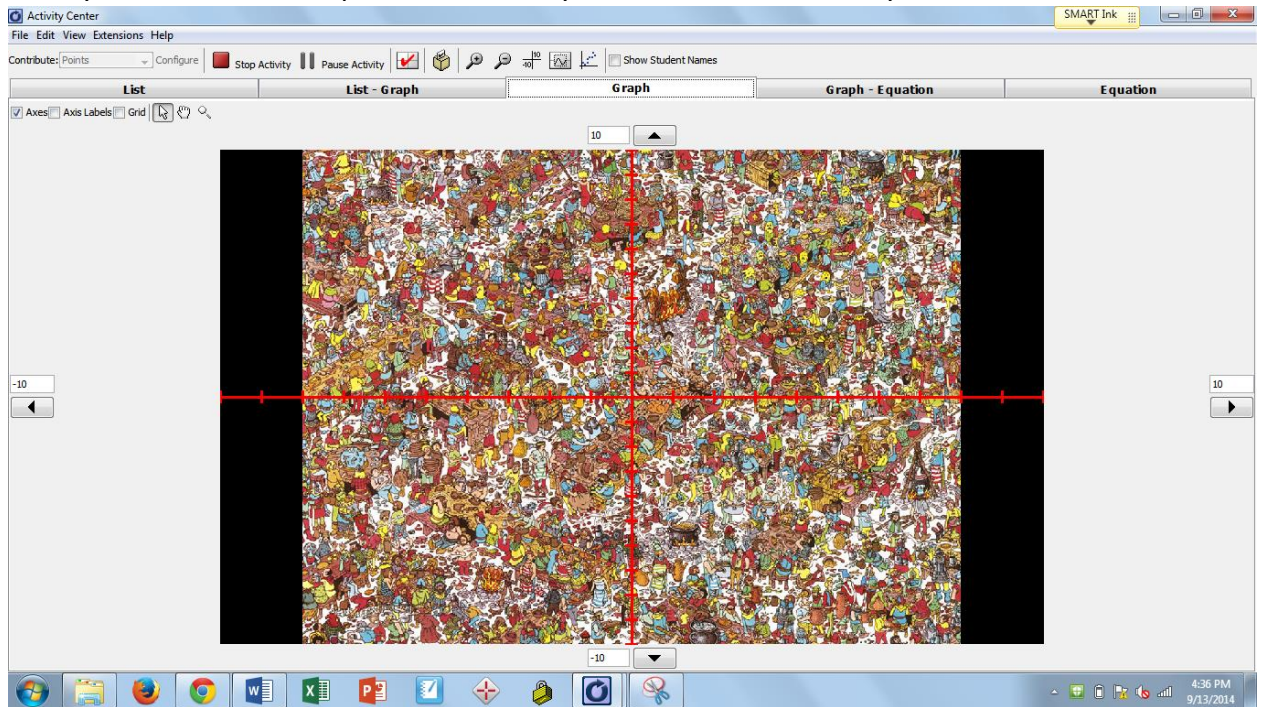 Activity Center
SMART Ink
File Edit View Extensions Help
Contribute: Points Configure Stop Activity Pause Activity Show Student Names
List List - Graph Graph Graph - Equation Equation
Axes Axis Labels Grid
10
-10
10
-10
4:36 PM
9/13/2014